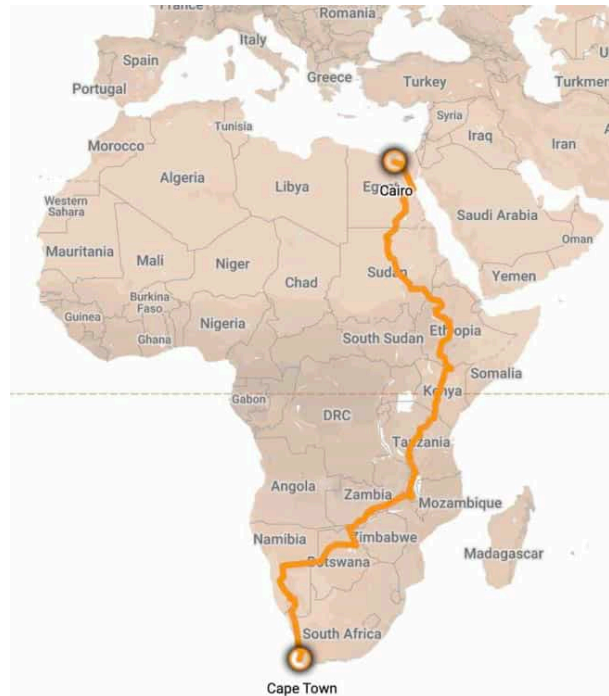 France
Romania
Italy
Spain
Portugal
Greece
Turkey
Turkmen
Syria
Iraq
Iran
Tunisia
Morocco
Algeria
Libya
Egypt
Cairo
Western
Sahara
Saudi Arabia
Oman
Mauritania
Mali
Niger
Chad
Sudan
Yemen
Burkina
Faso
Guinea
Ghana
Nigeria
South Sudan
Ethiopia
Somalia
Gabon
DRC
Kenya
Tanzania
Angola
Zambia
Mozambique
Namibia
Zimbabwe
Botswana
Madagascar
South Africa
Cape Town